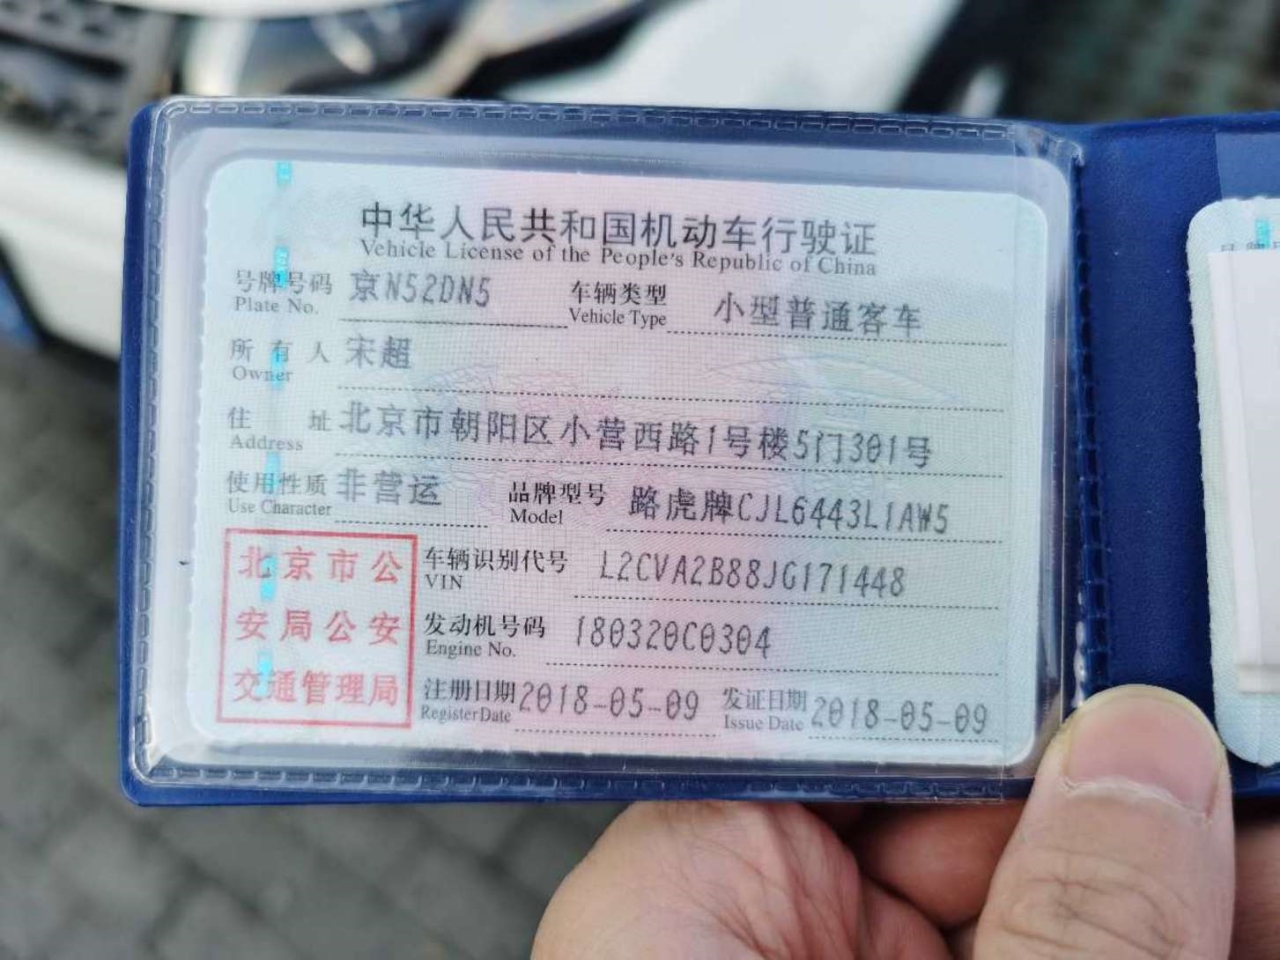 中华人民共和国机动车行驶证
Vehicle License of the People's Republic of China
号牌号码 京N52DN5 车辆类型 小型普通客车
Plate No. Vehicle Type
所有人 宋超
Owner
住址 北京市朝阳区小营西路1号楼5门301号
Address
使用性质 非营运 品牌型号 路虎牌CJL6443L1AW5
Use Character Model
北京市公
安局公安
交通管理局
车辆识别代号 L2CVA2B88JG171448
VIN
发动机号码 180320C0304
Engine No.
注册日期 2018-05-09 发证日期 2018-05-09
Register Date Issue Date